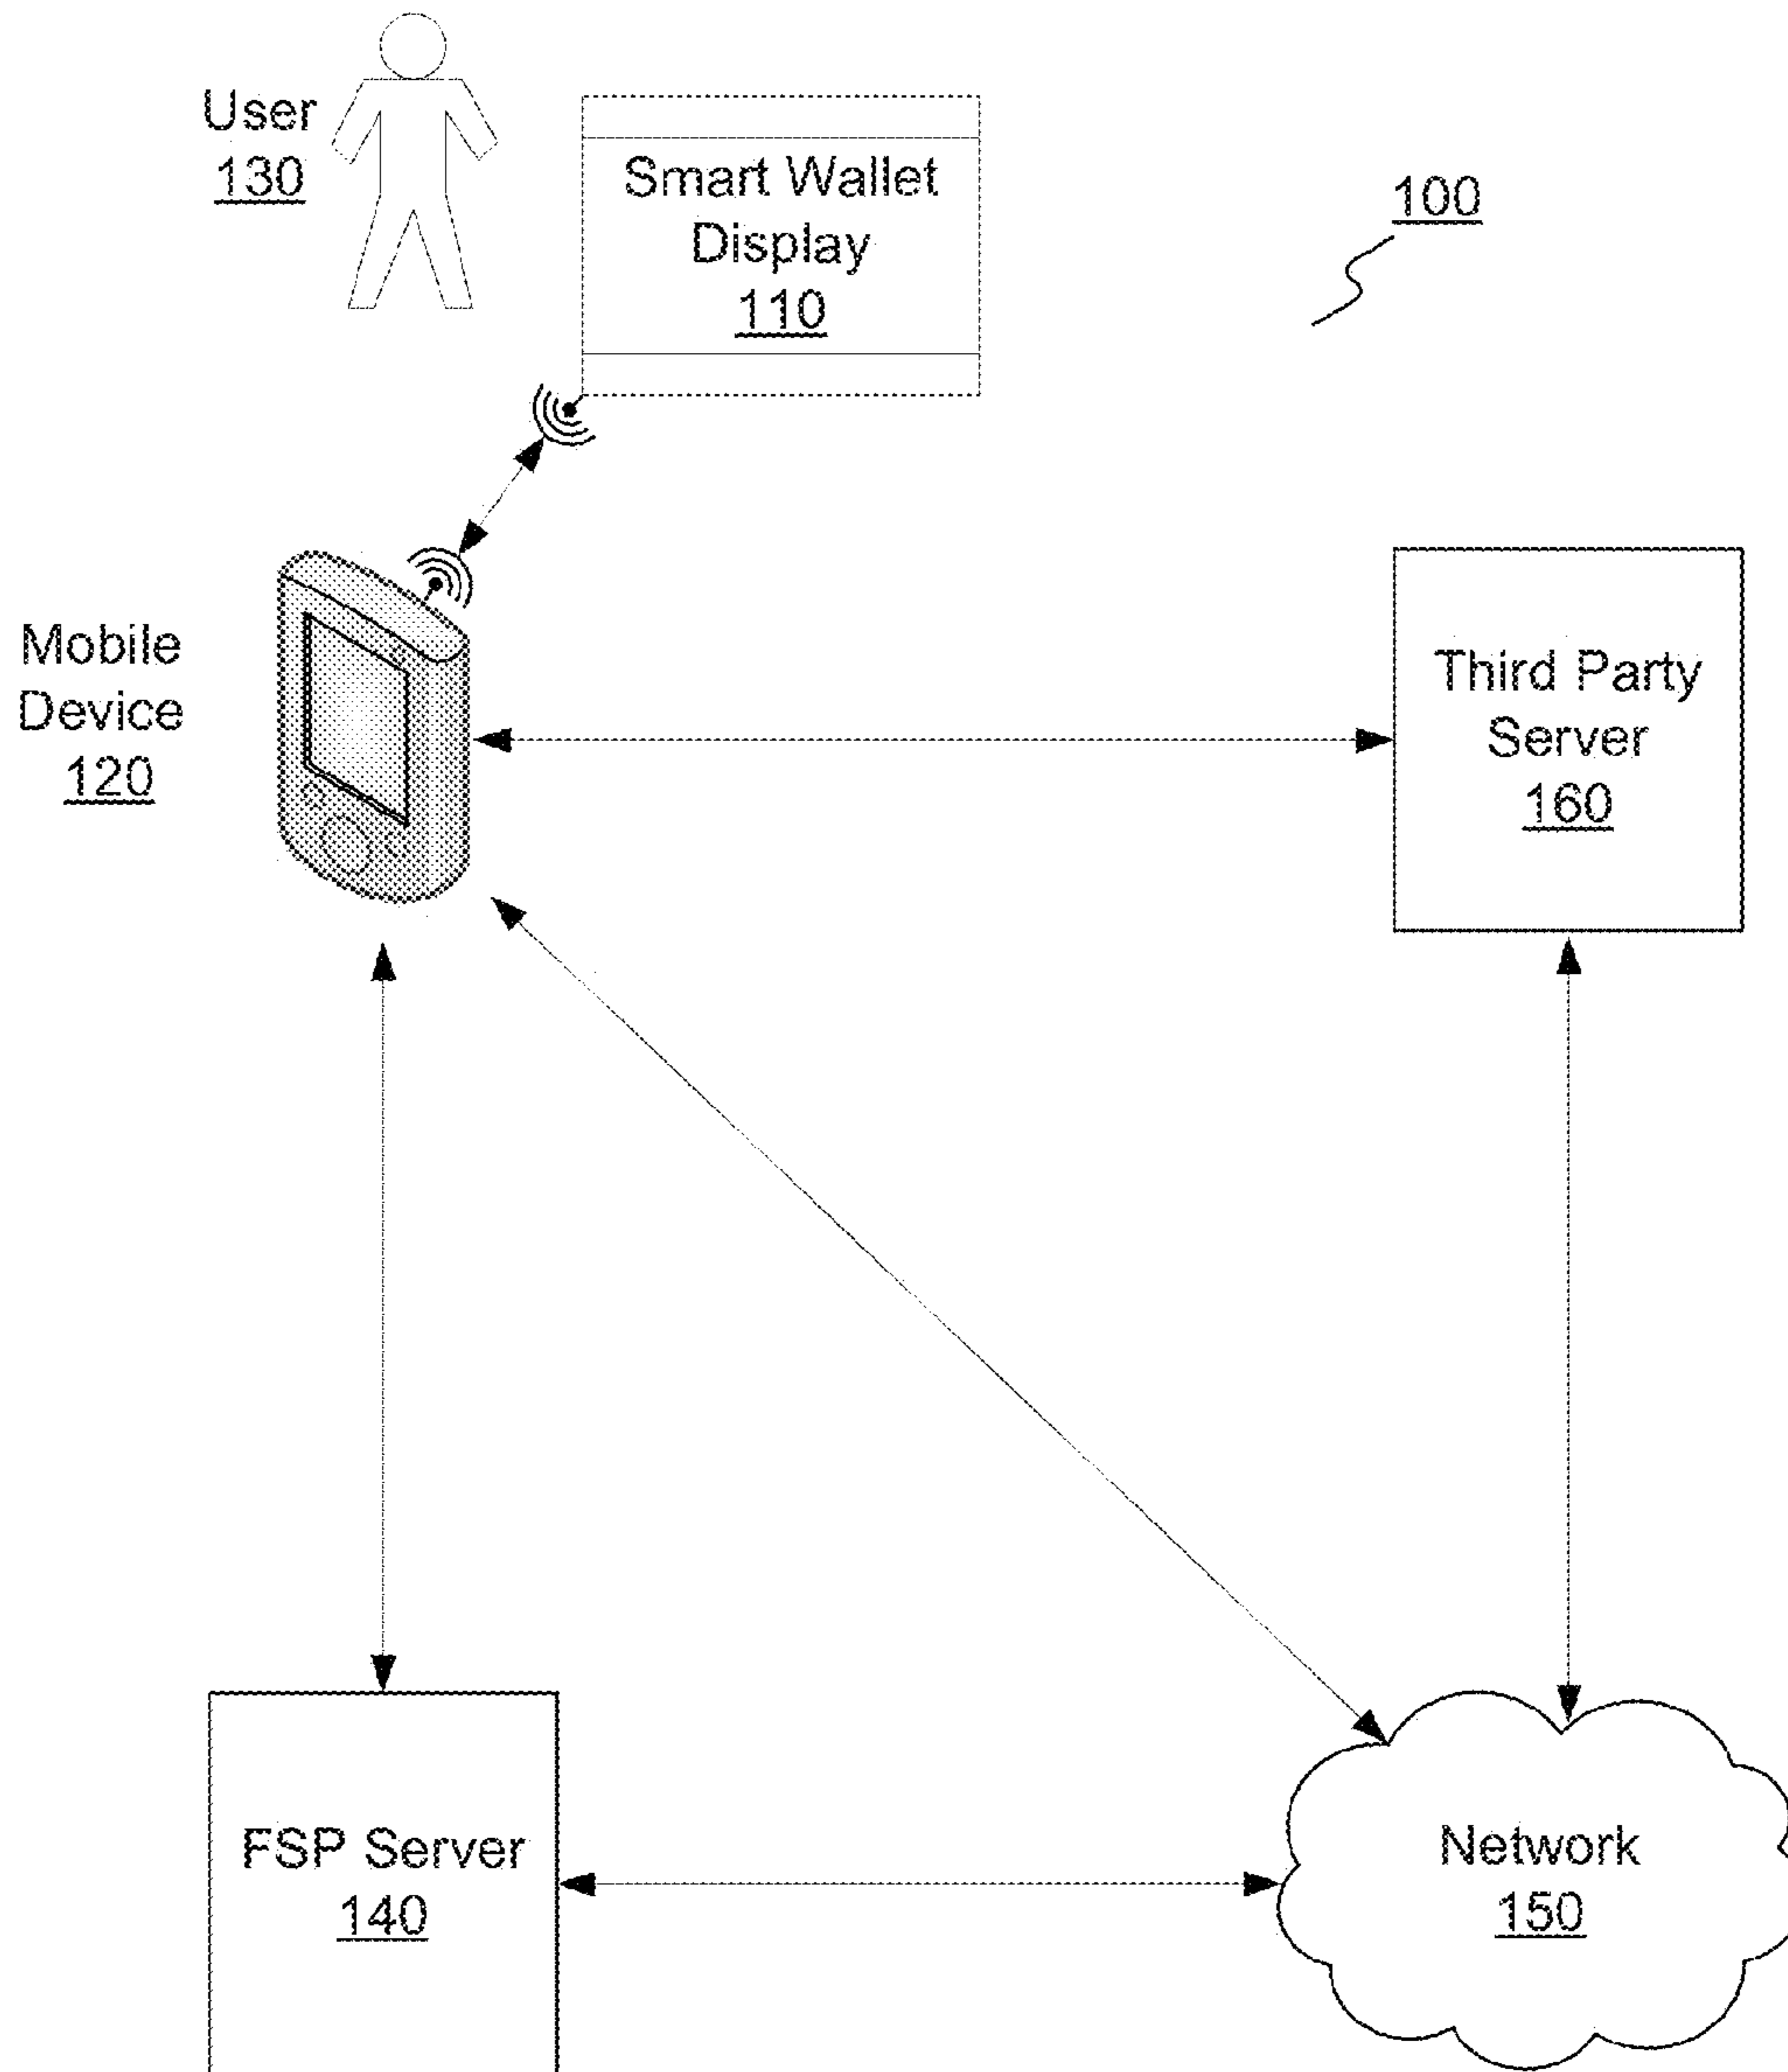 User
130
Smart Wallet
Display
110
100
Mobile
Device
120
Third Party
Server
160
FSP Server
140
Network
150